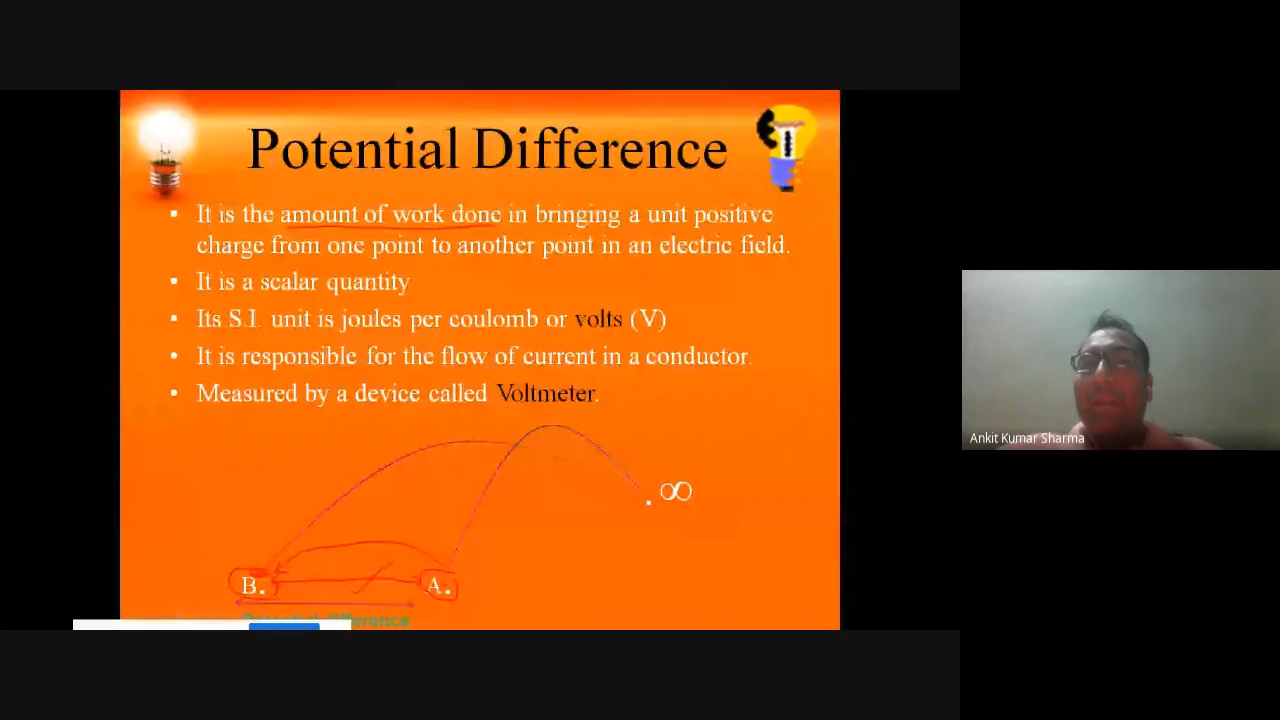 Potential Difference
• It is the amount of work done in bringing a unit positive
charge from one point to another point in an electric field.
• It is a scalar quantity
• Its S.I. unit is joules per coulomb or volts (V)
• It is responsible for the flow of current in a conductor.
• Measured by a device called Voltmeter.
. ∞
B. A.
Potential difference
Ankit Kumar Sharma